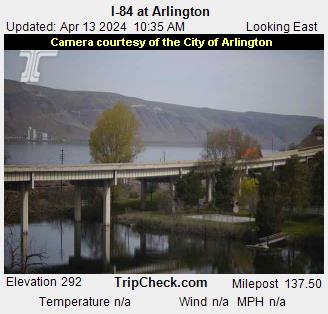 I-84 at Arlington
Updated: Apr 13 2024 10:35 AM Looking East
Camera courtesy of the City of Arlington
Elevation 292 TripCheck.com Milepost 137.50
Temperature n/a Wind n/a MPH n/a